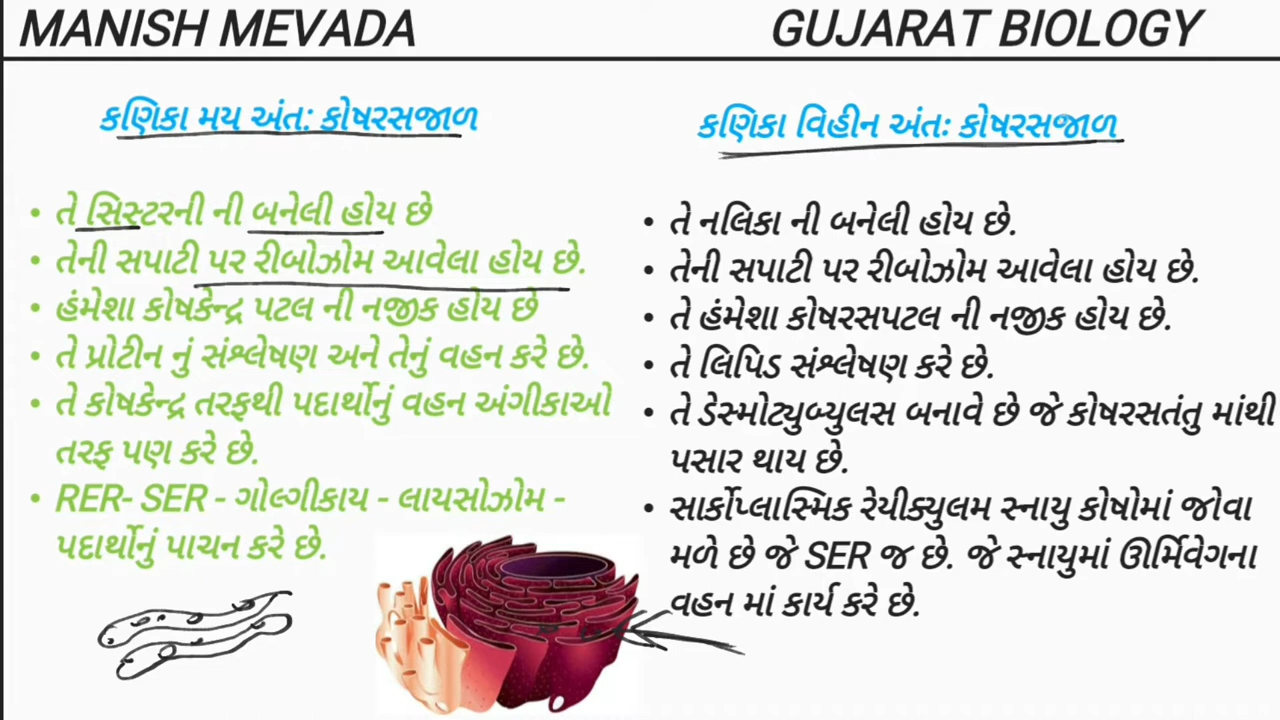 MANISH MEVADA
GUJARAT BIOLOGY
કણિકા મય અંત: કોષરસજાળ
• તે સિસ્ટરની ની બનેલી હોય છે
• તેની સપાટી પર રીબોઝોમ આવેલા હોય છે.
• હંમેશા કોષકેન્દ્ર પટલ ની નજીક હોય છે
• તે પ્રોટીન નું સંશ્લેષણ અને તેનું વહન કરે છે.
• તે કોષકેન્દ્ર તરફથી પદાર્થોનું વહન અંગીકાઓ
તરફ પણ કરે છે.
• RER- SER - ગોલ્ગીકાય - લાયસોઝોમ -
પદાર્થોનું પાચન કરે છે.
કણિકા વિહીન અંતઃ કોષરસજાળ
• તે નલિકા ની બનેલી હોય છે.
• તેની સપાટી પર રીબોઝોમ આવેલા હોય છે.
• તે હંમેશા કોષરસપટલ ની નજીક હોય છે.
• તે લિપિડ સંશ્લેષણ કરે છે.
• તે ડેસ્મોટ્યુબ્યુલસ બનાવે છે જે કોષરસતંતુ માંથી
પસાર થાય છે.
• સાર્કોપ્લાસ્મિક રેયીક્યુલમ સ્નાયુ કોષોમાં જોવા
મળે છે જે SER જ છે. જે સ્નાયુમાં ઊર્મિવેગના
વહન માં કાર્ય કરે છે.